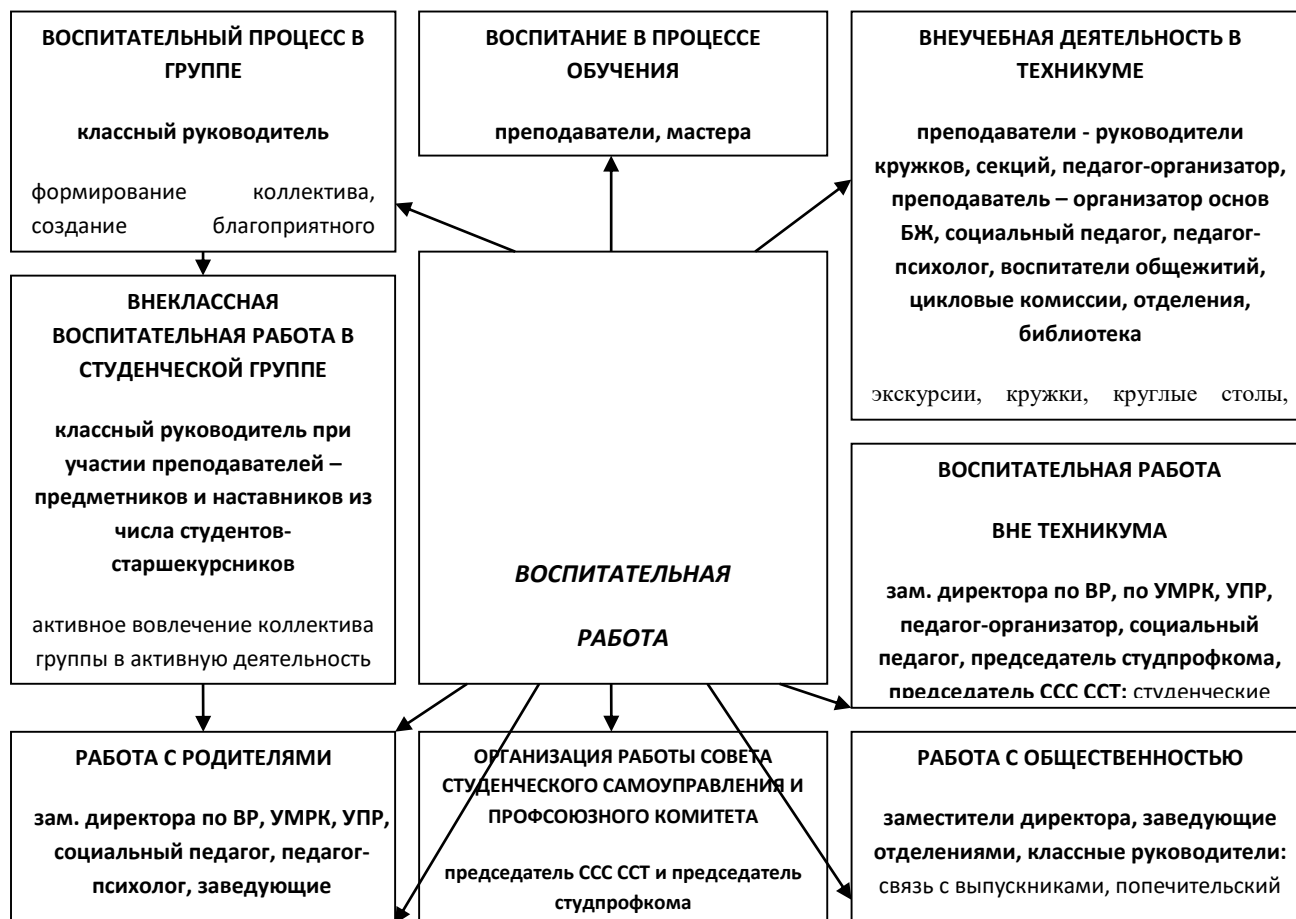 ВОСПИТАТЕЛЬНЫЙ ПРОЦЕСС В
ГРУППЕ
классный руководитель
формирование коллектива,
создание благоприятного
ВОСПИТАНИЕ В ПРОЦЕССЕ
ОБУЧЕНИЯ
преподаватели, мастера
ВНЕУЧЕБНАЯ ДЕЯТЕЛЬНОСТЬ В
ТЕХНИКУМЕ
преподаватели - руководители
кружков, секций, педагог-организатор,
преподаватель – организатор основ
БЖ, социальный педагог, педагог-
психолог, воспитатели общежитий,
цикловые комиссии, отделения,
библиотека
экскурсии, кружки, круглые столы,
ВНЕКЛАССНАЯ
ВОСПИТАТЕЛЬНАЯ РАБОТА В
СТУДЕНЧЕСКОЙ ГРУППЕ
классный руководитель при
участии преподавателей –
предметников и наставников из
числа студентов-
старшекурсников
активное вовлечение коллектива
группы в активную деятельность
ВОСПИТАТЕЛЬНАЯ
РАБОТА
ВОСПИТАТЕЛЬНАЯ РАБОТА
ВНЕ ТЕХНИКУМА
зам. директора по ВР, по УМРК, УПР,
педагог-организатор, социальный
педагог, председатель студпрофкома,
председатель ССС ССТ: студенческие
РАБОТА С РОДИТЕЛЯМИ
зам. директора по ВР, УМРК, УПР,
социальный педагог, педагог-
психолог, заведующие
ОРГАНИЗАЦИЯ РАБОТЫ СОВЕТА
СТУДЕНЧЕСКОГО САМОУПРАВЛЕНИЯ И
ПРОФСОЮЗНОГО КОМИТЕТА
председатель ССС ССТ и председатель
студпрофкома
РАБОТА С ОБЩЕСТВЕННОСТЬЮ
заместители директора, заведующие
отделениями, классные руководители:
связь с выпускниками, попечительский